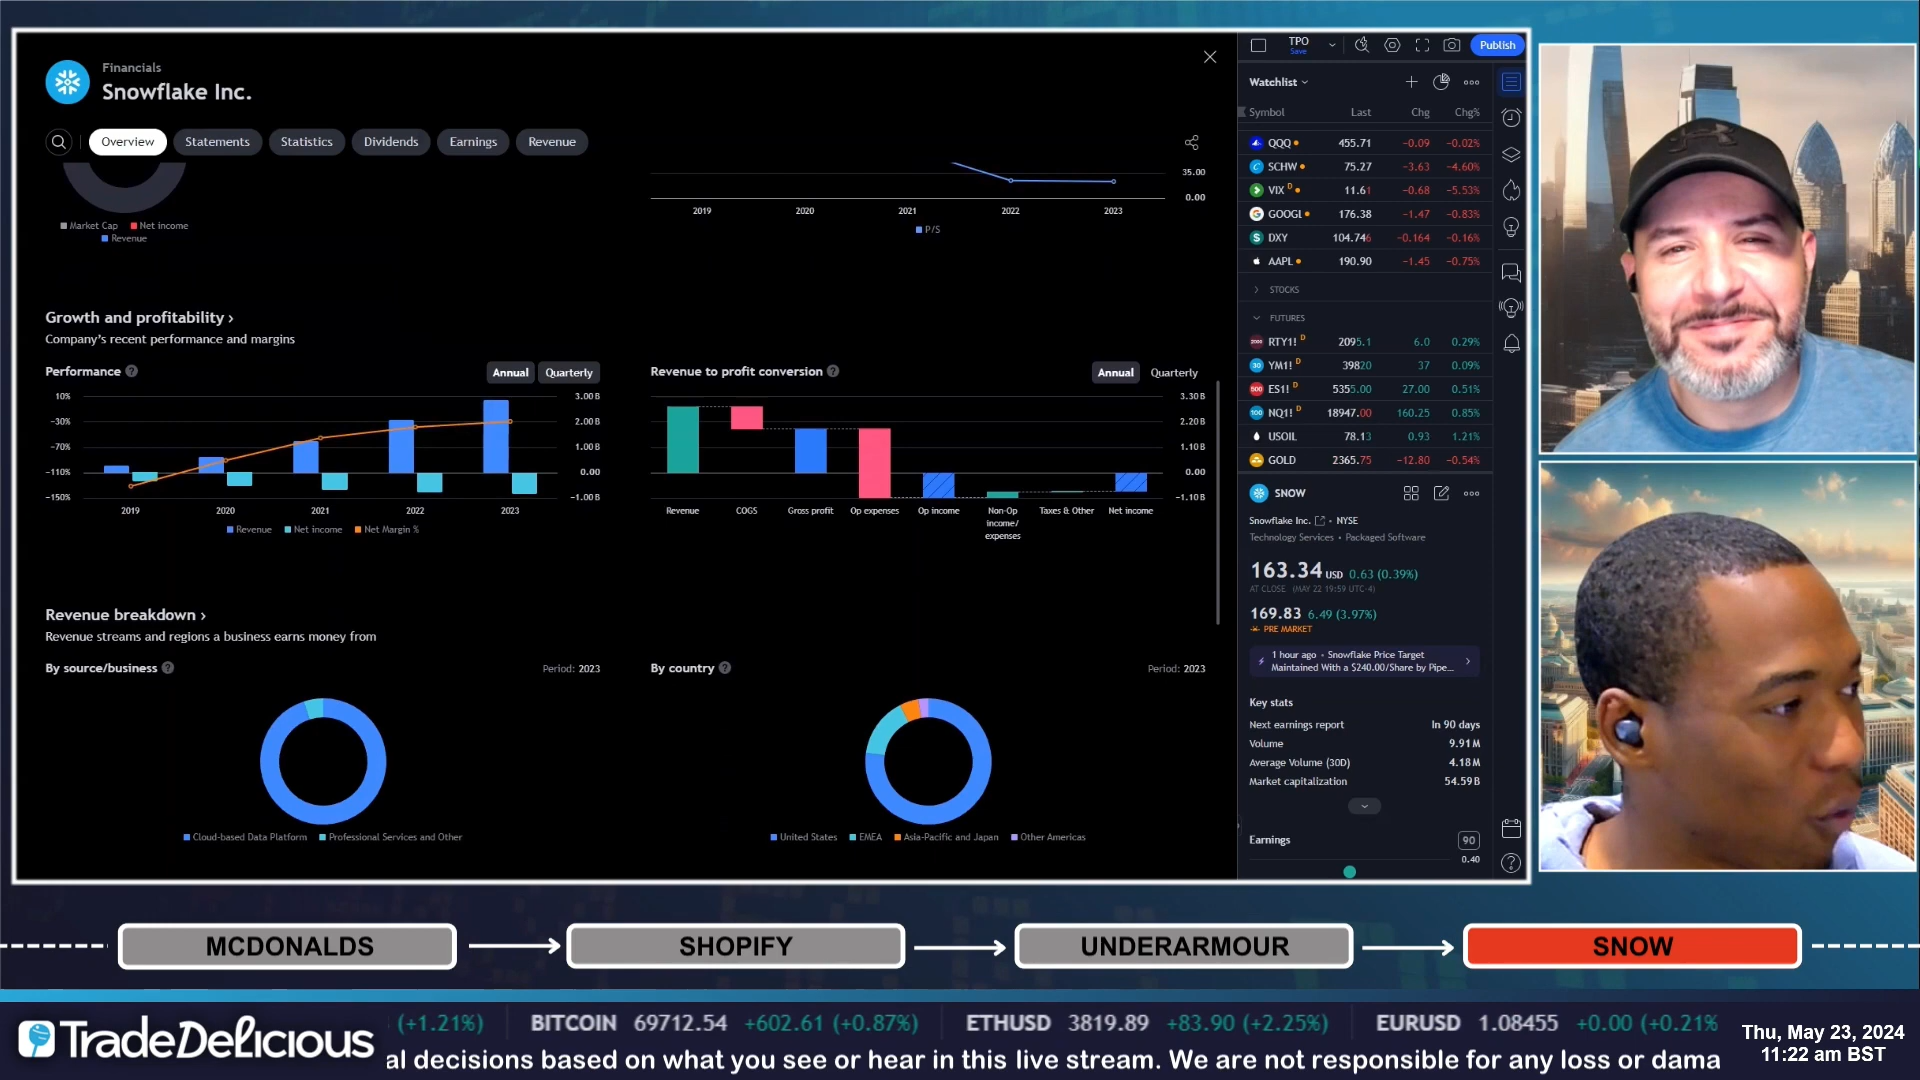 Financials
Snowflake Inc.
Overview
Statements
Statistics
Dividends
Earnings
Revenue
Market Cap
Net income
Revenue
35.00
0.00
2019
2020
2021
2022
2023
P/S
Growth and profitability ›
Company's recent performance and margins
Performance ?
Annual
Quarterly
10%
−30%
−70%
−110%
−150%
3.00B
2.00B
1.00B
0.00
−1.00B
2019
2020
2021
2022
2023
Revenue
Net income
Net Margin %
Revenue to profit conversion ?
Annual
Quarterly
3.30B
2.20B
1.10B
0.00
−1.10B
Revenue
COGS
Gross profit
Op expenses
Op income
Non-Op
income/
expenses
Taxes & Other
Net income
Revenue breakdown ›
Revenue streams and regions a business earns money from
By source/business ?
Period: 2023
Cloud-based Data Platform
Professional Services and Other
By country ?
Period: 2023
United States
EMEA
Asia-Pacific and Japan
Other Americas
TPO
Save
Publish
Watchlist
Symbol Last Chg Chg%
QQQ 455.71 −0.09 −0.02%
SCHW 75.27 −3.63 −4.60%
VIX D 11.61 −0.68 −5.53%
GOOGL 176.38 −1.47 −0.83%
DXY 104.746 −0.164 −0.16%
AAPL 190.90 −1.45 −0.75%
STOCKS
FUTURES
RTY1! D 2095.1 6.0 0.29%
YM1! D 39820 37 0.09%
ES1! D 5355.00 27.00 0.51%
NQ1! D 18947.00 160.25 0.85%
USOIL 78.13 0.93 1.21%
GOLD 2365.75 −12.80 −0.54%
SNOW
Snowflake Inc. • NYSE
Technology Services • Packaged Software
163.34 USD 0.63 (0.39%)
AT CLOSE (MAY 22 19:59 UTC-4)
169.83 6.49 (3.97%)
PRE MARKET
1 hour ago • Snowflake Price Target
Maintained With a $240.00/Share by Pipe...
Key stats
Next earnings report In 90 days
Volume 9.91M
Average Volume (30D) 4.18M
Market capitalization 54.59B
Earnings 90
0.40
MCDONALDS
SHOPIFY
UNDERARMOUR
SNOW
TradeDelicious
(+1.21%) BITCOIN 69712.54 +602.61 (+0.87%) ETHUSD 3819.89 +83.90 (+2.25%) EURUSD 1.08455 +0.00 (+0.21%
al decisions based on what you see or hear in this live stream. We are not responsible for any loss or dama
Thu, May 23, 2024
11:22 am BST